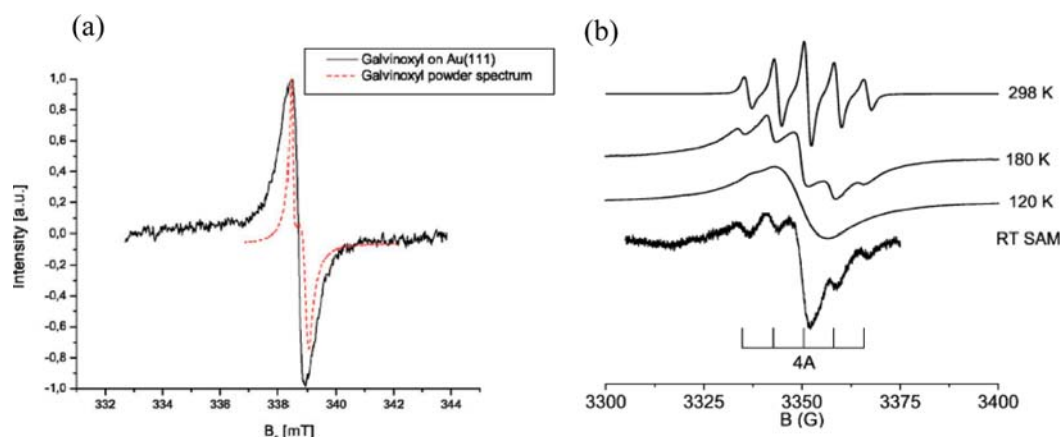 (a)
Galvinoxyl on Au(111)
Galvinoxyl powder spectrum
1,0
0,8
0,6
0,4
0,2
0,0
-0,2
-0,4
-0,6
-0,8
-1,0
Intensity [a.u.]
332
334
336
338
340
342
344
[mT]
(b)
298 K
180 K
120 K
RT SAM
4A
3300
3325
3350
3375
3400
B (G)